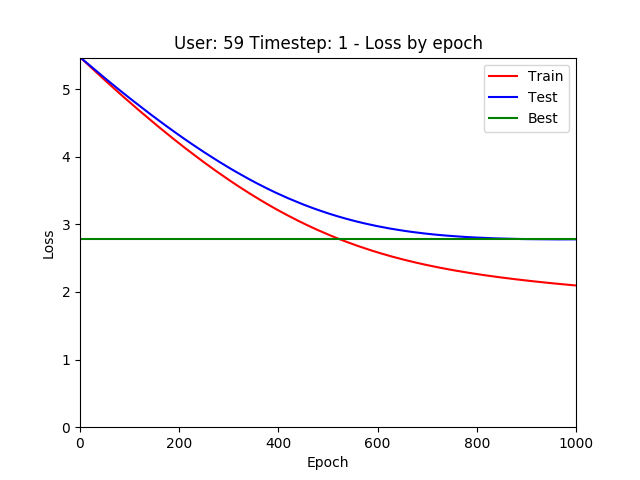 User: 59 Timestep: 1 - Loss by epoch
Train
Test
Best
5
4
3
2
1
0
Loss
0 200 400 600 800 1000
Epoch